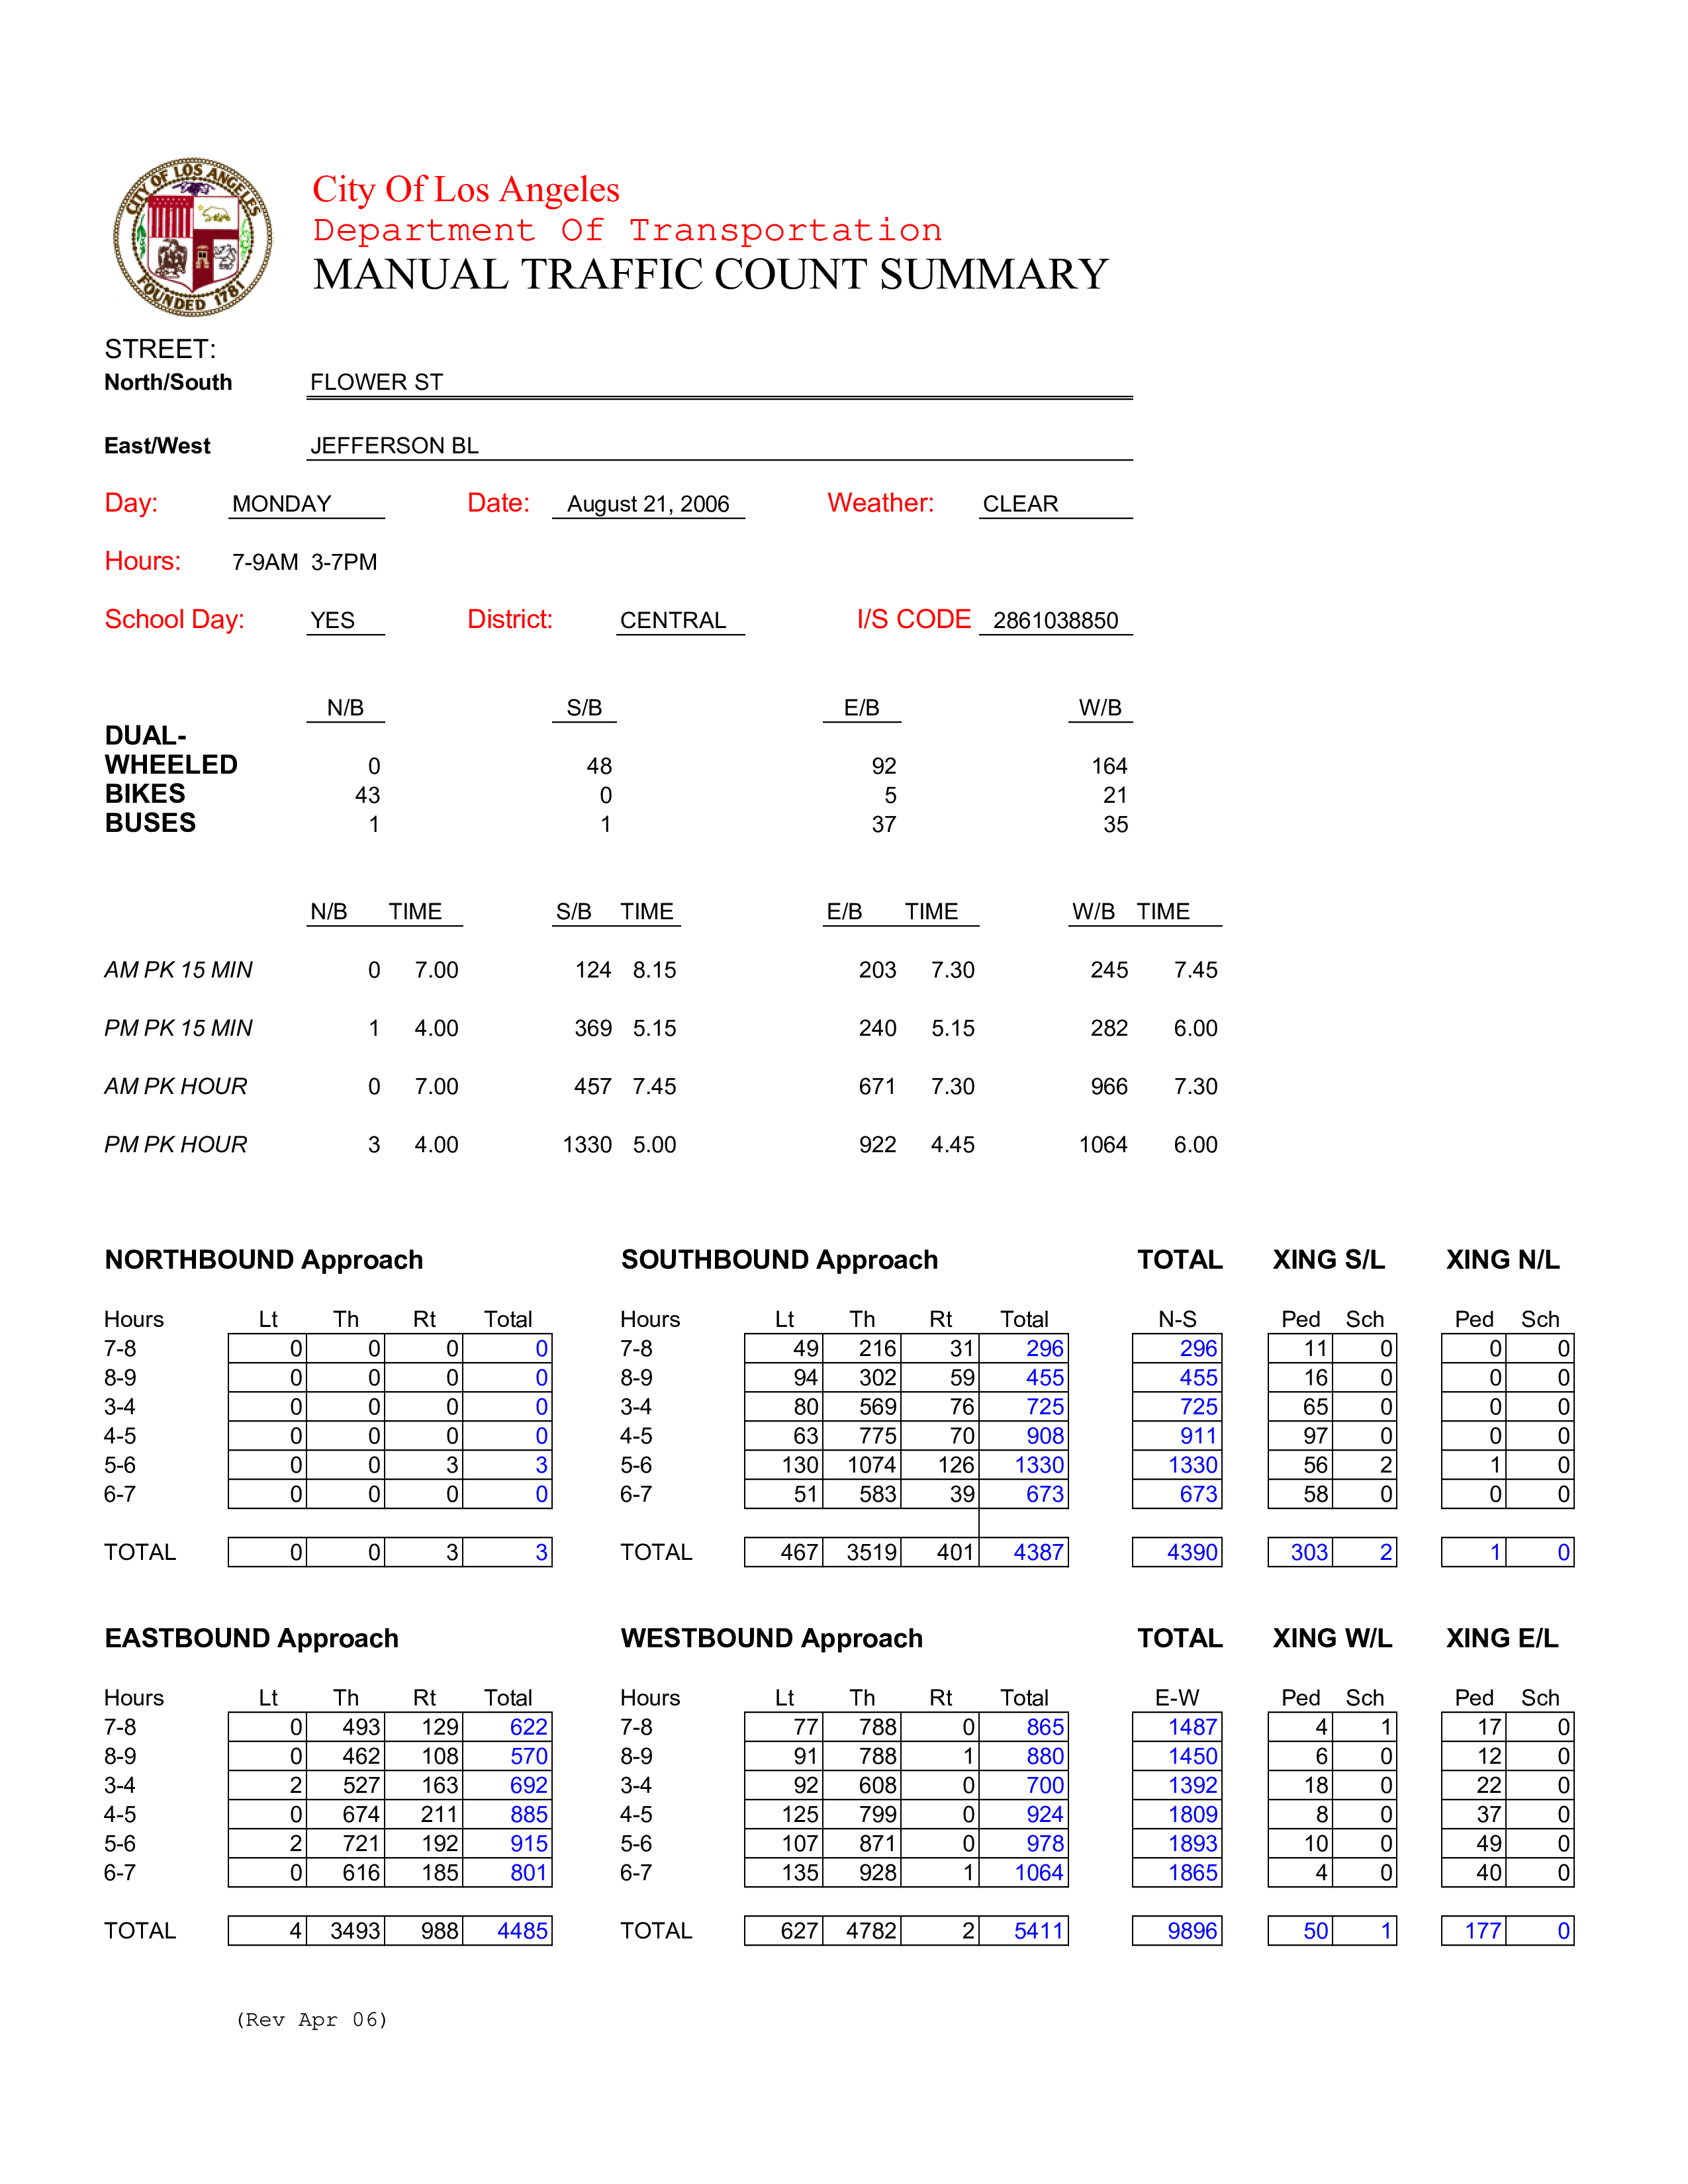 CITY OF LOS ANGELES
FOUNDED 1781
City Of Los Angeles
Department Of Transportation
MANUAL TRAFFIC COUNT SUMMARY
STREET:
North/South FLOWER ST
East/West JEFFERSON BL
Day: MONDAY Date: August 21, 2006 Weather: CLEAR
Hours: 7-9AM 3-7PM
School Day: YES District: CENTRAL I/S CODE 2861038850
N/B S/B E/B W/B
DUAL-
WHEELED 0 48 92 164
BIKES 43 0 5 21
BUSES 1 1 37 35
N/B TIME S/B TIME E/B TIME W/B TIME
AM PK 15 MIN 0 7.00 124 8.15 203 7.30 245 7.45
PM PK 15 MIN 1 4.00 369 5.15 240 5.15 282 6.00
AM PK HOUR 0 7.00 457 7.45 671 7.30 966 7.30
PM PK HOUR 3 4.00 1330 5.00 922 4.45 1064 6.00
NORTHBOUND Approach SOUTHBOUND Approach TOTAL XING S/L XING N/L
Hours Lt Th Rt Total Hours Lt Th Rt Total N-S Ped Sch Ped Sch
7-8 0 0 0 0 7-8 49 216 31 296 296 11 0 0 0
8-9 0 0 0 0 8-9 94 302 59 455 455 16 0 0 0
3-4 0 0 0 0 3-4 80 569 76 725 725 65 0 0 0
4-5 0 0 0 0 4-5 63 775 70 908 911 97 0 0 0
5-6 0 0 3 3 5-6 130 1074 126 1330 1330 56 2 1 0
6-7 0 0 0 0 6-7 51 583 39 673 673 58 0 0 0
TOTAL 0 0 3 3 TOTAL 467 3519 401 4387 4390 303 2 1 0
EASTBOUND Approach WESTBOUND Approach TOTAL XING W/L XING E/L
Hours Lt Th Rt Total Hours Lt Th Rt Total E-W Ped Sch Ped Sch
7-8 0 493 129 622 7-8 77 788 0 865 1487 4 1 17 0
8-9 0 462 108 570 8-9 91 788 1 880 1450 6 0 12 0
3-4 2 527 163 692 3-4 92 608 0 700 1392 18 0 22 0
4-5 0 674 211 885 4-5 125 799 0 924 1809 8 0 37 0
5-6 2 721 192 915 5-6 107 871 0 978 1893 10 0 49 0
6-7 0 616 185 801 6-7 135 928 1 1064 1865 4 0 40 0
TOTAL 4 3493 988 4485 TOTAL 627 4782 2 5411 9896 50 1 177 0
(Rev Apr 06)